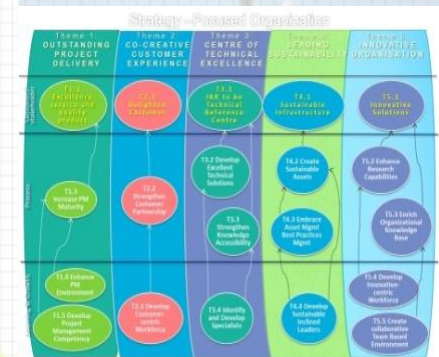 Strategy –Focused Organisation
Theme 1
OUTSTANDING
PROJECT
DELIVERY
Theme 2
CO-CREATIVE
CUSTOMER
EXPERIENCE
Theme 3
CENTRE OF
TECHNICAL
EXCELLENCE
Theme 4
LEADING
SUSTAINABILITY
Theme 5
INNOVATIVE
ORGANISATION
T1.1
Excellence
service and
quality
product
T2.1
Delighted
Customer
T3.1
JKR to be
Technical
Reference
Centre
T4.1
Sustainable
Infrastructure
T5.1
Innovative
Solutions
T3.2 Develop
Excellent
Technical
Solutions
T4.2 Create
Sustainable
Assets
T5.2 Enhance
Research
Capabilities
Process
T1.3
Increase PM
Maturity
T2.2
Strengthen
Customer
Partnership
T3.3
Strengthen
Knowledge
Accessibility
T4.3 Embrace
Asset Mgmt
Best Practices
Mgmt
T5.3 Enrich
Organizational
Knowledge
Base
T1.4 Enhance
PM
Environment
T1.5 Develop
Project
Management
Competency
T2.3 Develop
Customer
centric
Workforce
T3.4 Identify
and Develop
Specialists
T4.4 Develop
Sustainable
Inclined
Leaders
T5.4 Develop
Innovative-
centric
Workforce
T5.5 Create
collaborative
Team Based
Environment